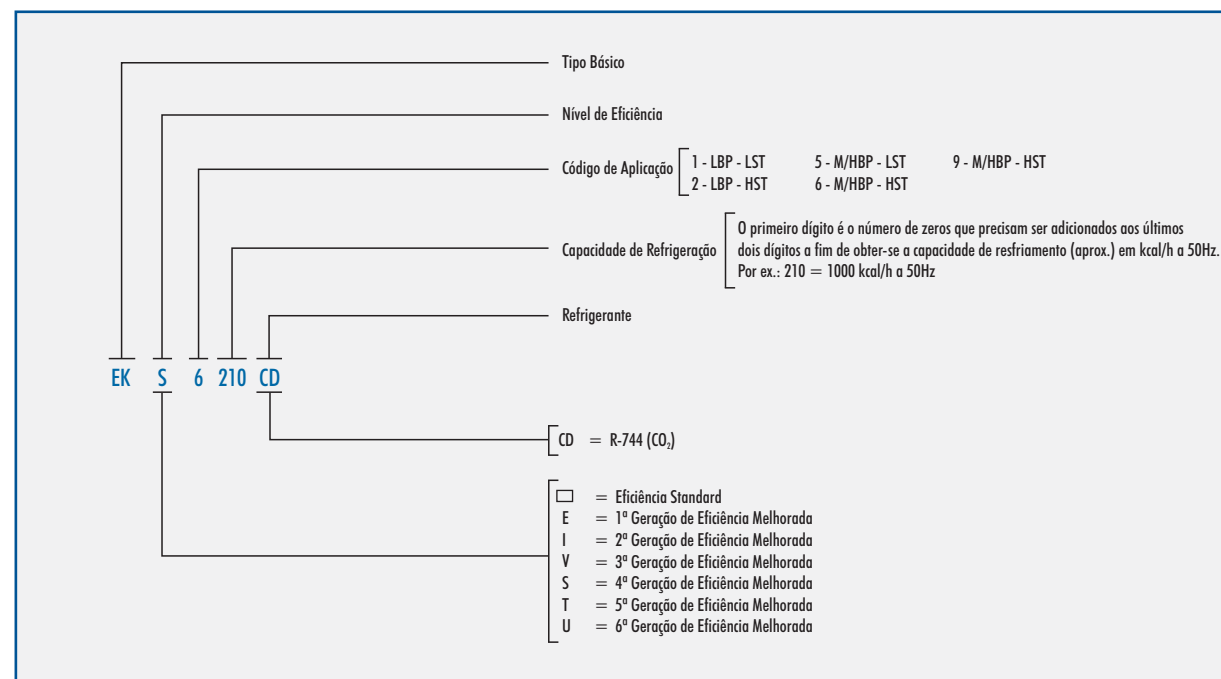 Tipo Básico
Nível de Eficiência
Código de Aplicação
1 - LBP - LST 5 - M/HBP - LST 9 - M/HBP - HST
2 - LBP - HST 6 - M/HBP - HST
Capacidade de Refrigeração
O primeiro dígito é o número de zeros que precisam ser adicionados aos últimos
dois dígitos a fim de obter-se a capacidade de resfriamento (aprox.) em kcal/h a 50Hz.
Por ex.: 210 = 1000 kcal/h a 50Hz
Refrigerante
EK S 6 210 CD
CD = R-744 (CO₂)
= Eficiência Standard
E = 1ª Geração de Eficiência Melhorada
I = 2ª Geração de Eficiência Melhorada
V = 3ª Geração de Eficiência Melhorada
S = 4ª Geração de Eficiência Melhorada
T = 5ª Geração de Eficiência Melhorada
U = 6ª Geração de Eficiência Melhorada